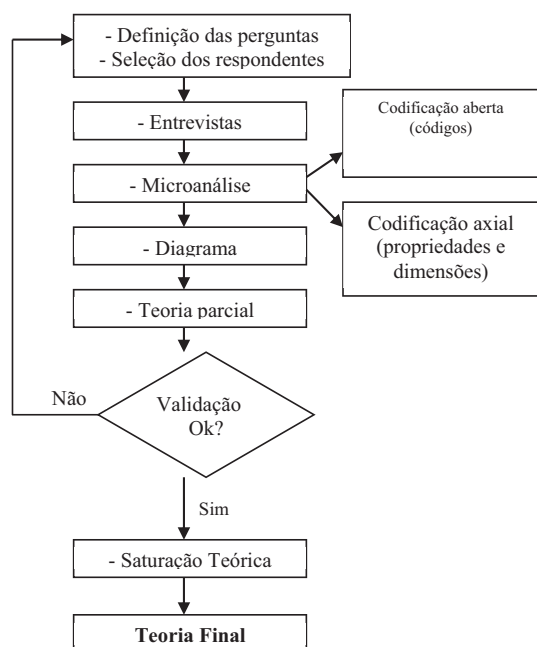 - Definição das perguntas
- Seleção dos respondentes
- Entrevistas
Codificação aberta
(códigos)
- Microanálise
Codificação axial
(propriedades e
dimensões)
- Diagrama
- Teoria parcial
Não
Validação
Ok?
Sim
- Saturação Teórica
Teoria Final